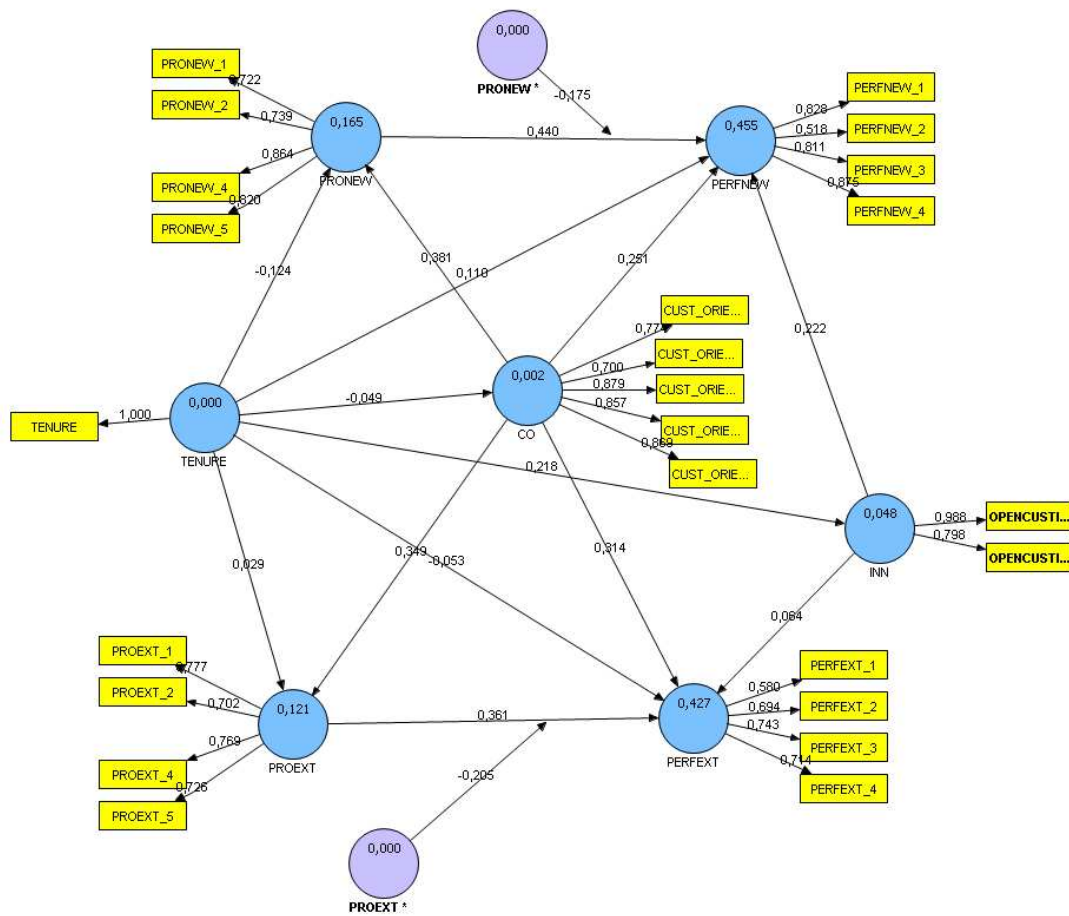 0,000
PRONEW *
-0,175
PRONEW_1
0,722
PRONEW_2
0,739
PRONEW_4
0,864
PRONEW_5
0,820
0,165
PRONEW
0,440
0,455
PERFNEW
0,828
PERFNEW_1
0,518
PERFNEW_2
0,811
PERFNEW_3
0,875
PERFNEW_4
-0,124
0,381
0,110
0,251
0,222
CUST_ORIE...
0,700
CUST_ORIE...
0,879
CUST_ORIE...
0,857
CUST_ORIE...
0,869
CUST_ORIE...
0,002
CO
-0,049
TENURE
1,000
0,000
TENURE
0,218
0,048
INN
0,988
OPENCUSTI...
0,798
OPENCUSTI...
0,029
0,349
-0,053
0,314
0,064
PROEXT_1
0,777
PROEXT_2
0,702
PROEXT_4
0,769
PROEXT_5
0,726
0,121
PROEXT
0,361
0,427
PERFEXT
0,580
PERFEXT_1
0,694
PERFEXT_2
0,743
PERFEXT_3
0,714
PERFEXT_4
-0,205
0,000
PROEXT *